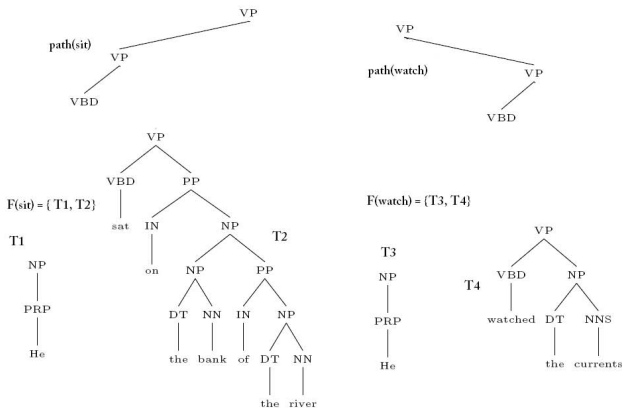 VP
VP
path(sit)
VP
path(watch)
VP
VBD
VBD
VP
VBD PP
F(sit) = { T1, T2}
F(watch) = {T3, T4}
sat IN NP
T1
T2
VP
on
T3
NP
NP PP
NP
T4
VBD NP
PRP
DT NN IN NP
PRP
watched DT NNS
He
the bank of DT NN
He
the currents
the river